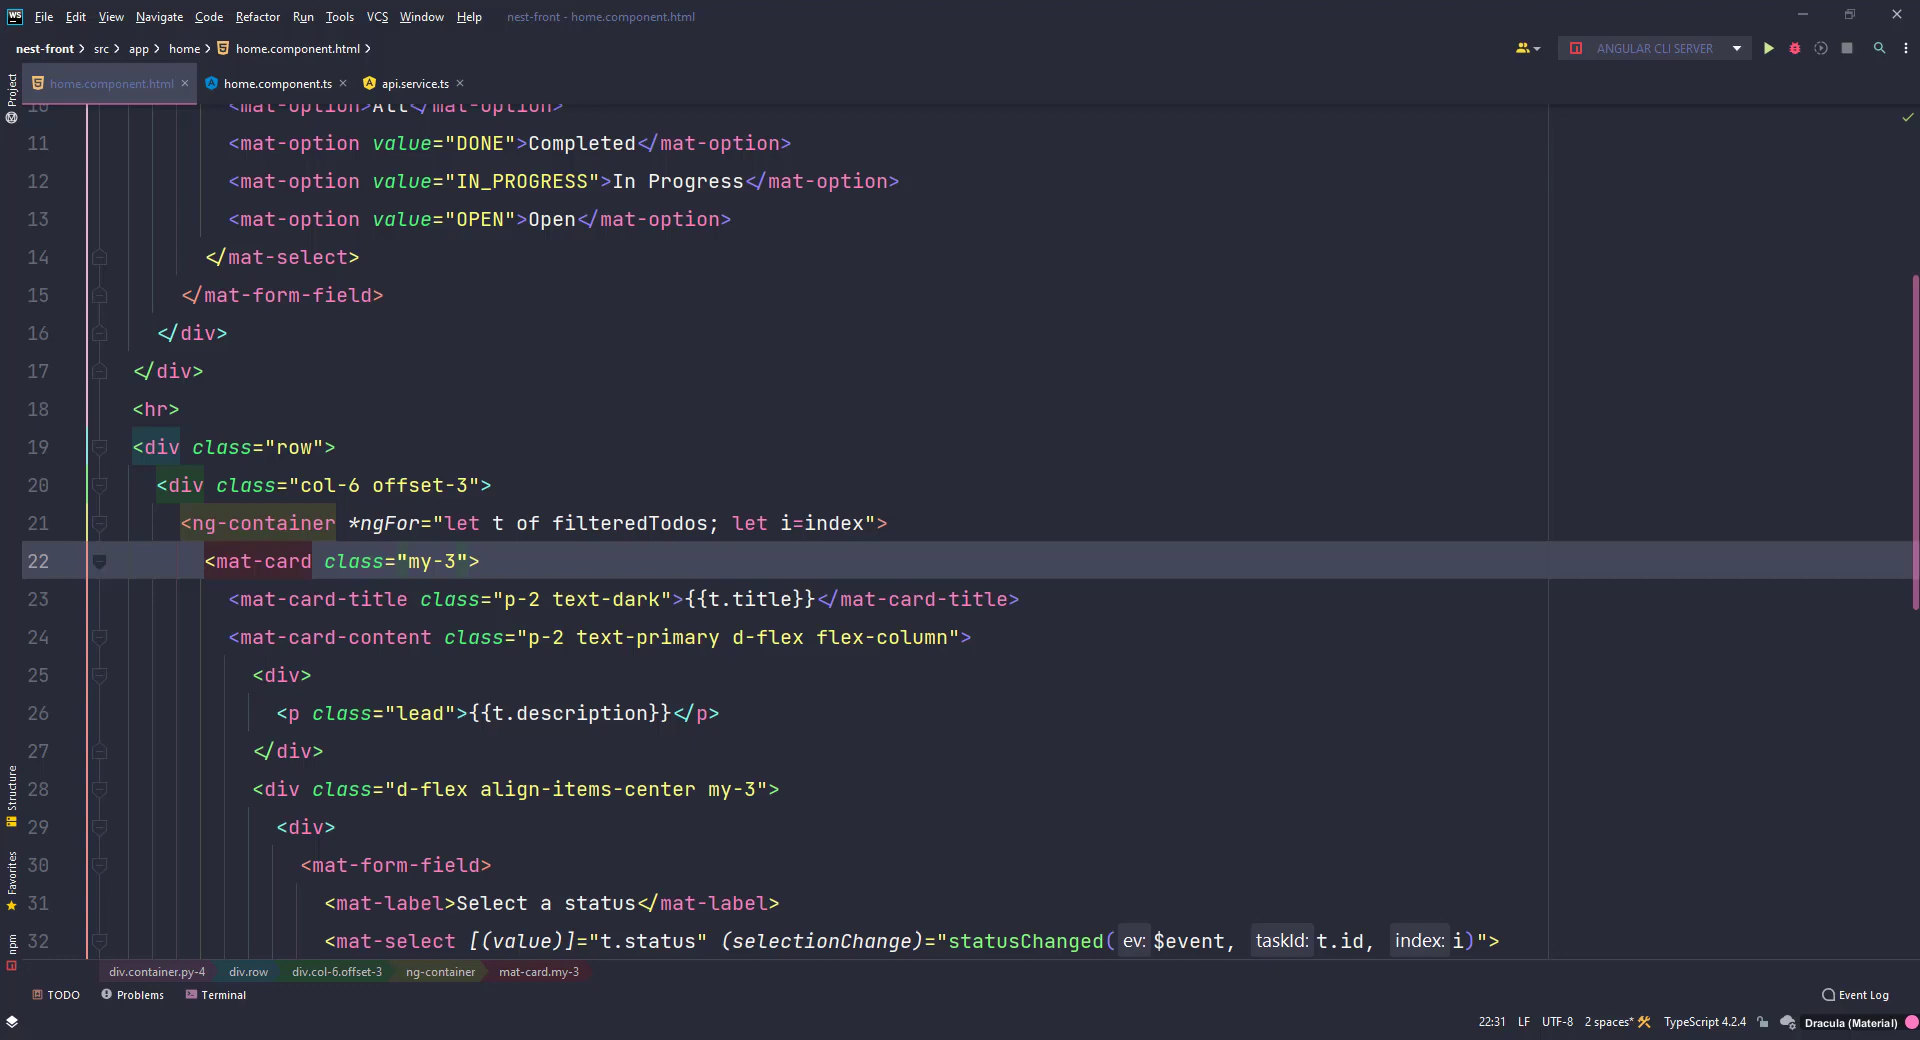 WS File Edit View Navigate Code Refactor Run Tools VCS Window Help nest-front - home.component.html
nest-front src app home home.component.html ANGULAR CLI SERVER
Project home.component.html home.component.ts api.service.ts
10 <mat-option>All</mat-option>
11 <mat-option value="DONE">Completed</mat-option>
12 <mat-option value="IN_PROGRESS">In Progress</mat-option>
13 <mat-option value="OPEN">Open</mat-option>
14 </mat-select>
15 </mat-form-field>
16 </div>
17 </div>
18 <hr>
19 <div class="row">
20 <div class="col-6 offset-3">
21 <ng-container *ngFor="let t of filteredTodos; let i=index">
22 <mat-card class="my-3">
23 <mat-card-title class="p-2 text-dark">{{t.title}}</mat-card-title>
24 <mat-card-content class="p-2 text-primary d-flex flex-column">
25 <div>
26 <p class="lead">{{t.description}}</p>
27 </div>
28 <div class="d-flex align-items-center my-3">
29 <div>
30 <mat-form-field>
31 <mat-label>Select a status</mat-label>
32 <mat-select [(value)]="t.status" (selectionChange)="statusChanged( ev: $event, taskId: t.id, index: i)">
Structure
Favorites
npm
div.container.py-4 div.row div.col-6.offset-3 ng-container mat-card.my-3
TODO Problems Terminal Event Log
22:31 LF UTF-8 2 spaces* TypeScript 4.2.4 Dracula (Material)